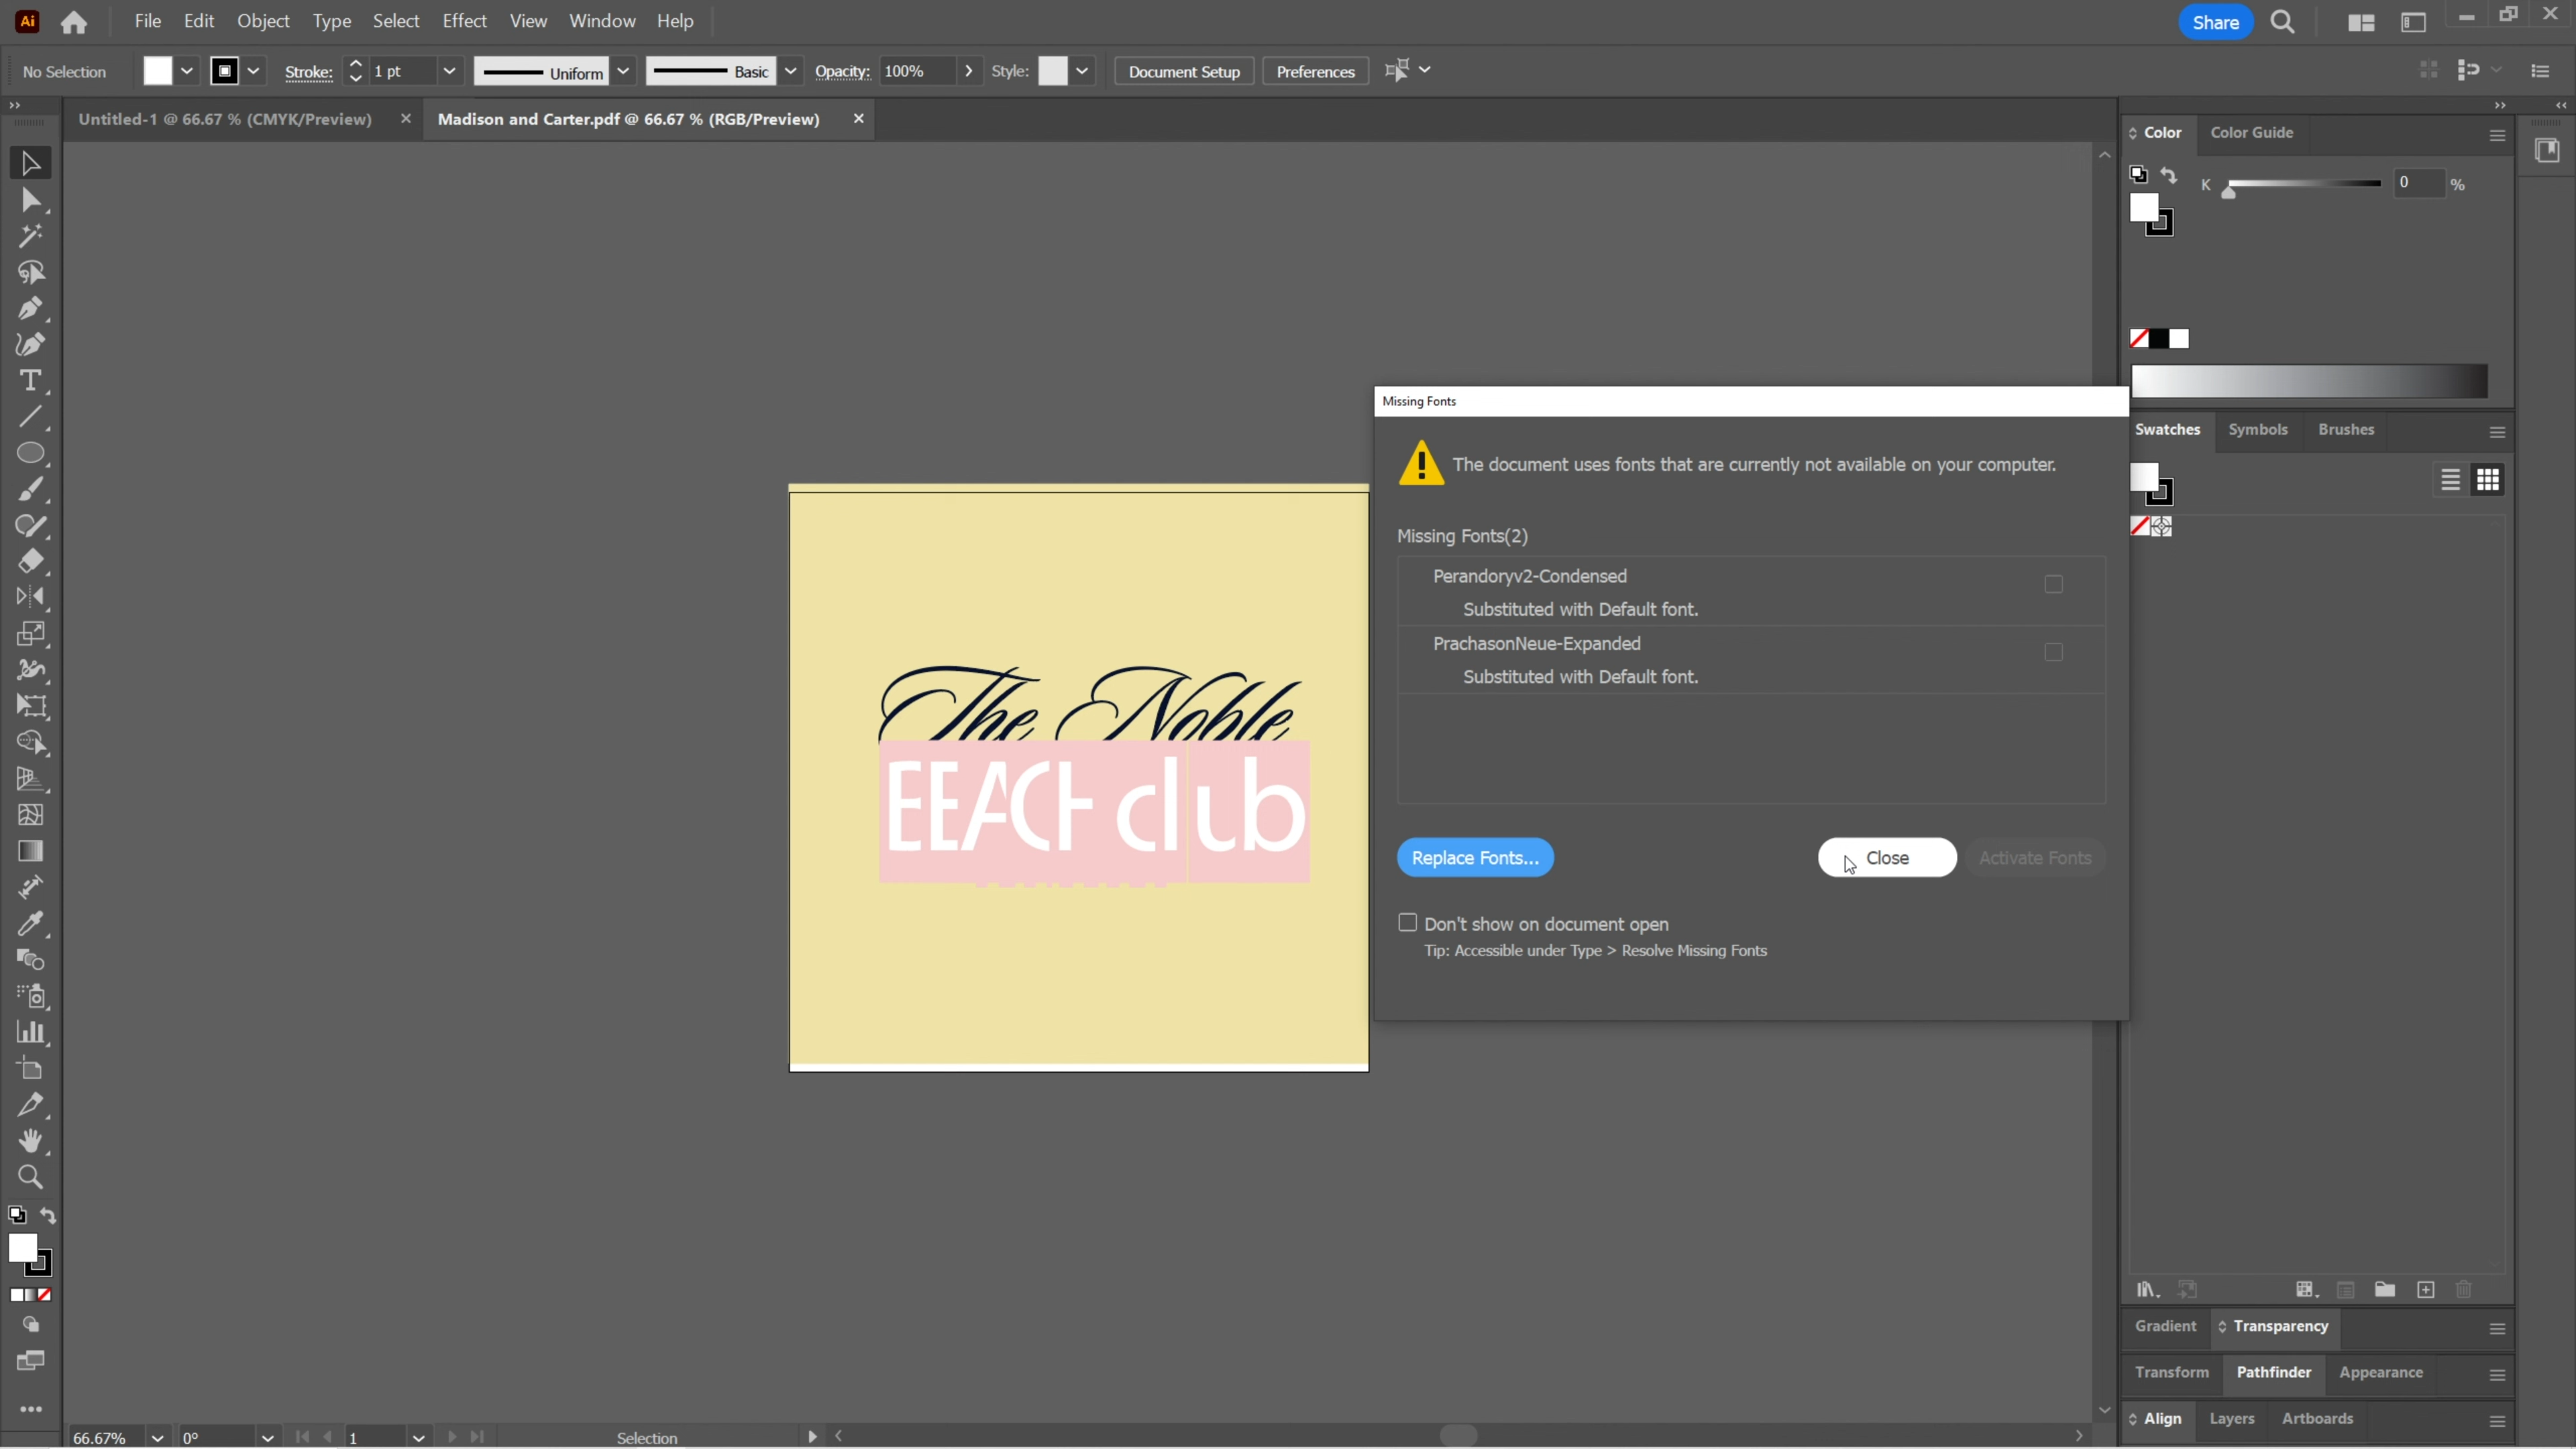 Ai File Edit Object Type Select Effect View Window Help Share
No Selection Stroke: 1 pt Uniform Basic Opacity: 100% Style: Document Setup Preferences
Untitled-1 @ 66.67 % (CMYK/Preview) Madison and Carter.pdf @ 66.67 % (RGB/Preview)
Color Color Guide
K 0 %
Missing Fonts
The document uses fonts that are currently not available on your computer.
Missing Fonts(2)
Perandoryv2-Condensed
Substituted with Default font.
PrachasonNeue-Expanded
Substituted with Default font.
Replace Fonts... Close Activate Fonts
Don't show on document open
Tip: Accessible under Type > Resolve Missing Fonts
The Noble
EEACH club
Swatches Symbols Brushes
Gradient Transparency
Transform Pathfinder Appearance
Align Layers Artboards
66.67% 0° 1 Selection